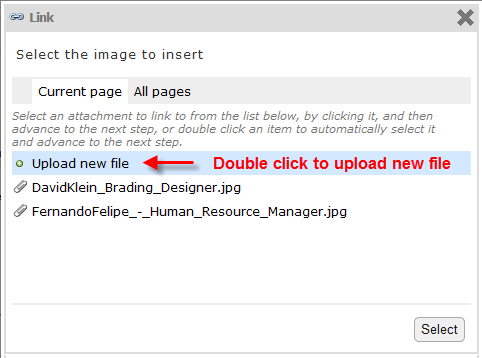 Link
Select the image to insert
Current page All pages
Select an attachment to link to from the list below, by clicking it, and then
advance to the next step, or double click an item to automatically select it
and advance to the next step.
Upload new file Double click to upload new file
DavidKlein_Brading_Designer.jpg
FernandoFelipe_-_Human_Resource_Manager.jpg
Select